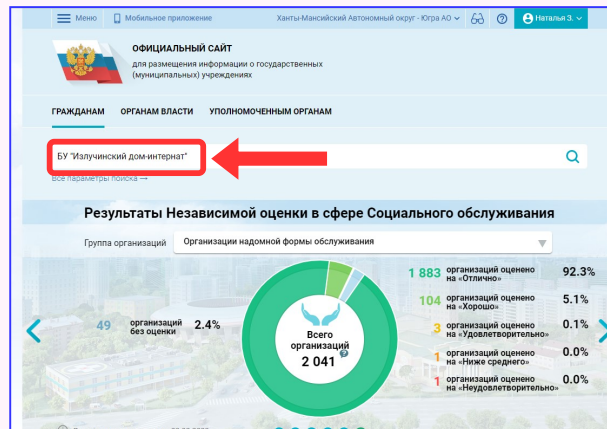 Меню
Мобильное приложение
Ханты-Мансийский Автономный округ - Югра АО
Наталья З.
ОФИЦИАЛЬНЫЙ САЙТ
для размещения информации о государственных
(муниципальных) учреждениях
ГРАЖДАНАМ
ОРГАНАМ ВЛАСТИ
УПОЛНОМОЧЕННЫМ ОРГАНАМ
БУ "Излучинский дом-интернат"
Все параметры поиска →
Результаты Независимой оценки в сфере Социального обслуживания
Группа организаций
Организации надомной формы обслуживания
49 организаций 2.4%
без оценки
Всего
организаций
2 041
1 883 организаций оценено 92.3%
на «Отлично»
104 организаций оценено 5.1%
на «Хорошо»
3 организаций оценено 0.1%
на «Удовлетворительно»
1 организаций оценено 0.0%
на «Ниже среднего»
1 организаций оценено 0.0%
на «Неудовлетворительно»